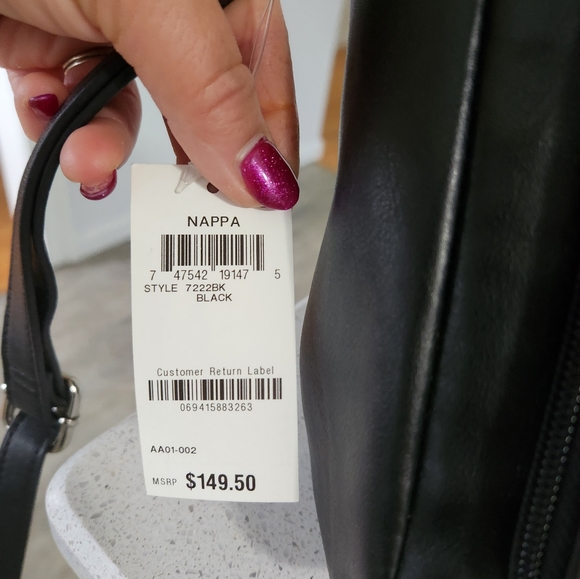 NAPPA
7 47542 19147 5
STYLE 7222BK
BLACK
Customer Return Label
069415883263
AA01-002
MSRP $149.50